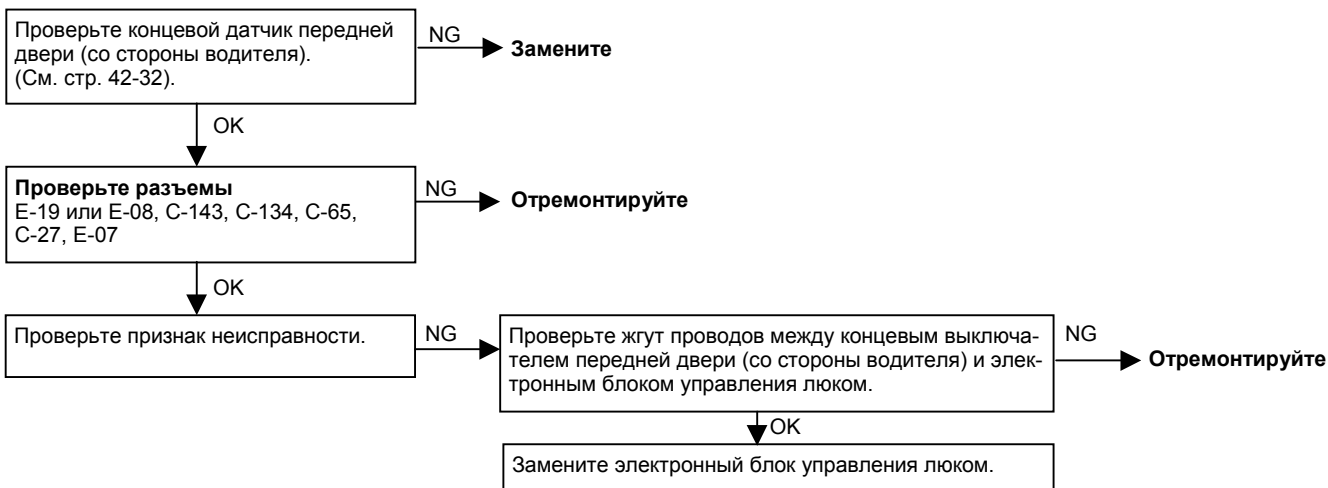 Проверьте концевой датчик передней
двери (со стороны водителя).
(См. стр. 42-32).
NG
Замените
OK
Проверьте разъемы
E-19 или E-08, C-143, C-134, C-65,
C-27, E-07
NG
Отремонтируйте
OK
Проверьте признак неисправности.
NG
Проверьте жгут проводов между концевым выключа-
телем передней двери (со стороны водителя) и элек-
тронным блоком управления люком.
NG
Отремонтируйте
OK
Замените электронный блок управления люком.